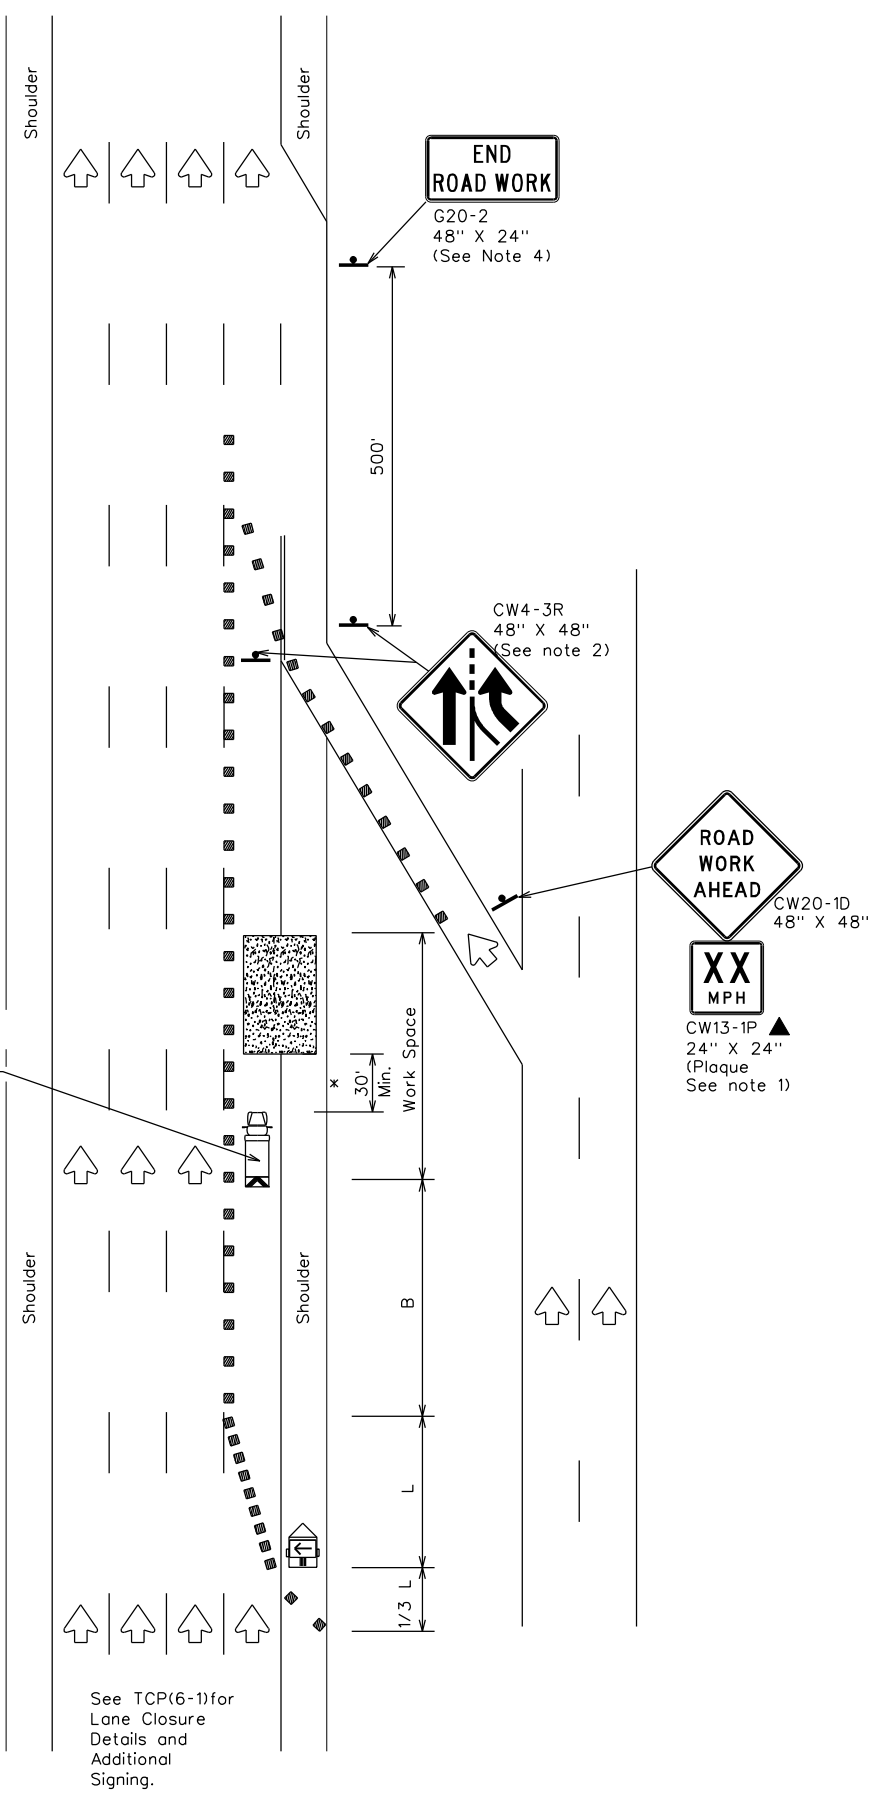 Shoulder
Shoulder
END
ROAD WORK
G20-2
48" X 24"
(See Note 4)
500'
CW4-3R
48" X 48"
(See note 2)
ROAD
WORK
AHEAD
CW20-1D
48" X 48"
XX
MPH
CW13-1P
24" X 24"
(Plaque
See note 1)
*
30'
Min.
Work Space
Shoulder
Shoulder
B
L
1/3 L
See TCP(6-1)for
Lane Closure
Details and
Additional
Signing.